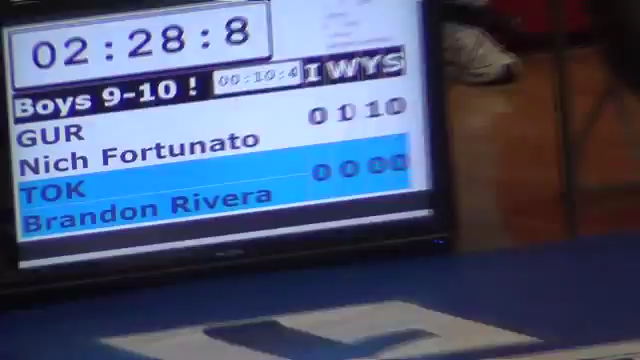 02:28:8
Boys 9-10 ! 00:10:4 I W Y S
GUR 0 0 1 0
Nich Fortunato
TOK 0 0 0 0
Brandon Rivera